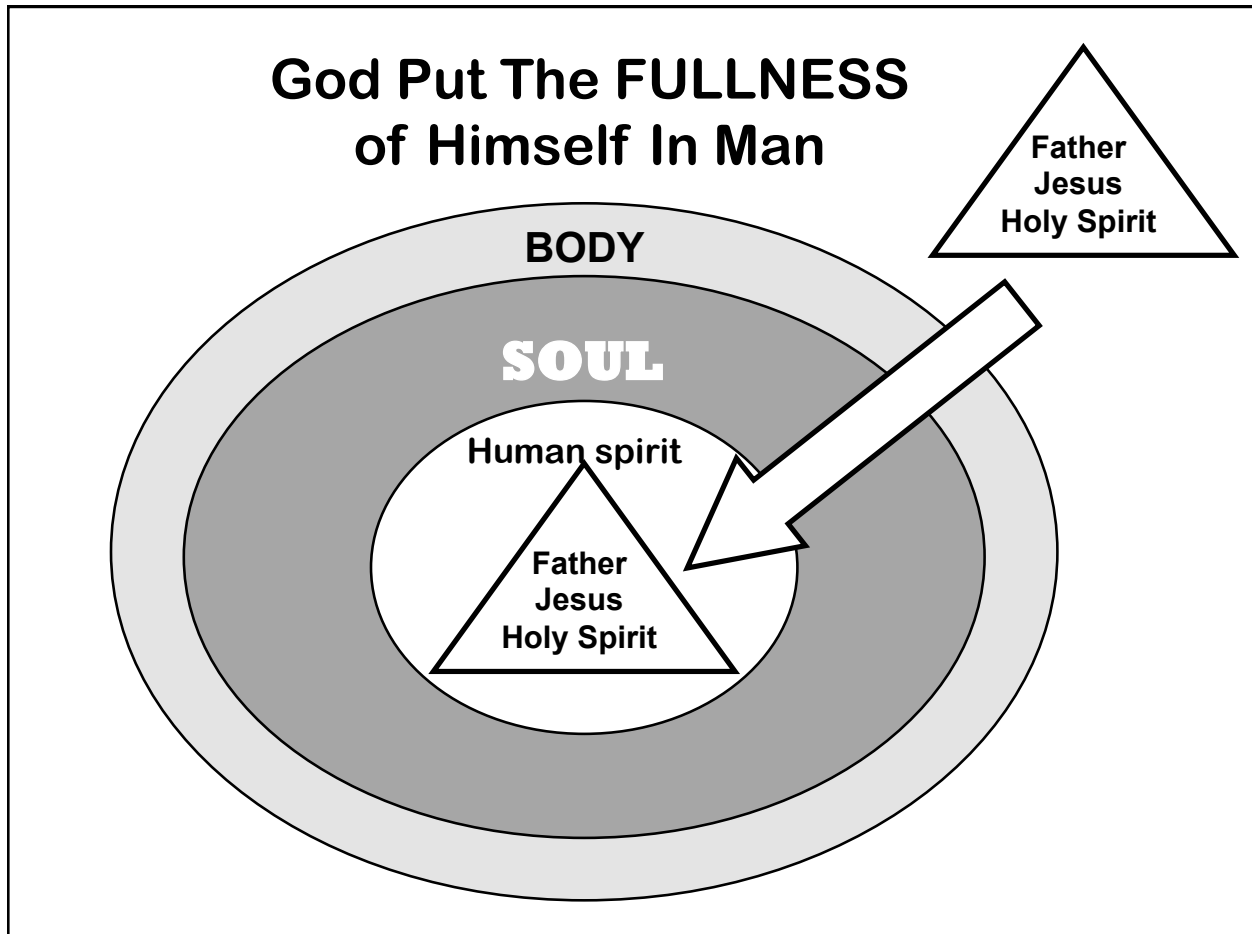 God Put The FULLNESS
of Himself In Man
Father
Jesus
Holy Spirit
BODY
SOUL
Human spirit
Father
Jesus
Holy Spirit